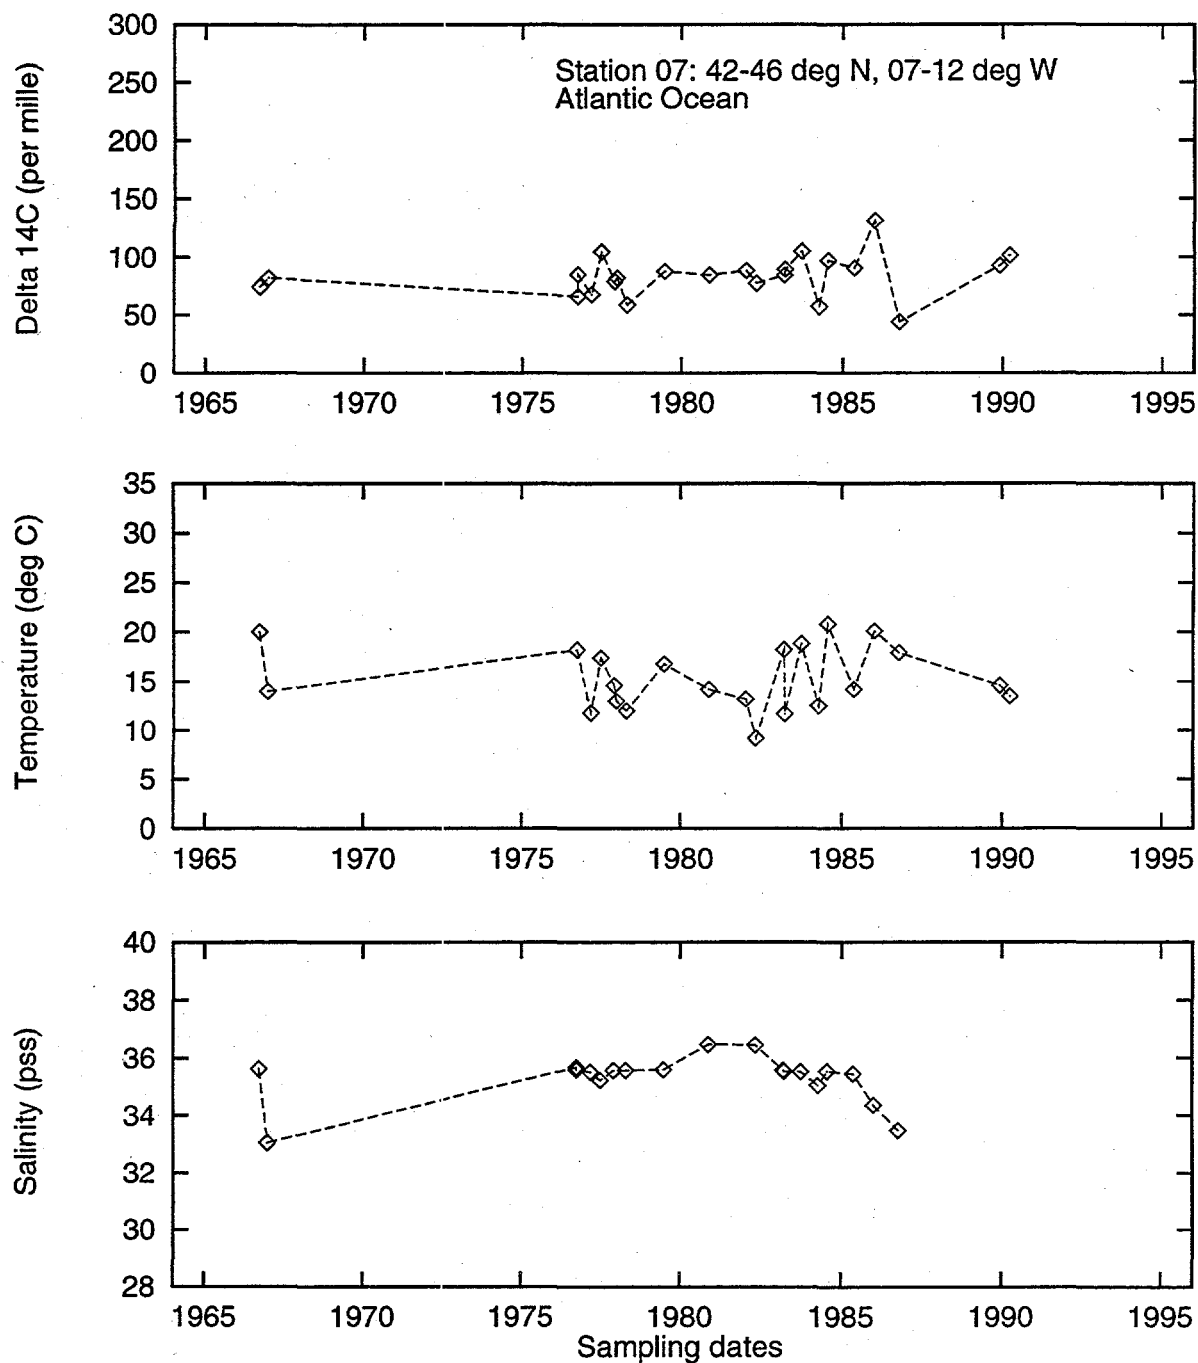 300
Station 07: 42-46 deg N, 07-12 deg W
Atlantic Ocean
250
200
150
100
50
0
Delta 14C (per mille)
1965 1970 1975 1980 1985 1990 1995
35
30
25
20
15
10
5
0
Temperature (deg C)
1965 1970 1975 1980 1985 1990 1995
40
38
36
34
32
30
28
Salinity (pss)
1965 1970 1975 1980 1985 1990 1995
Sampling dates